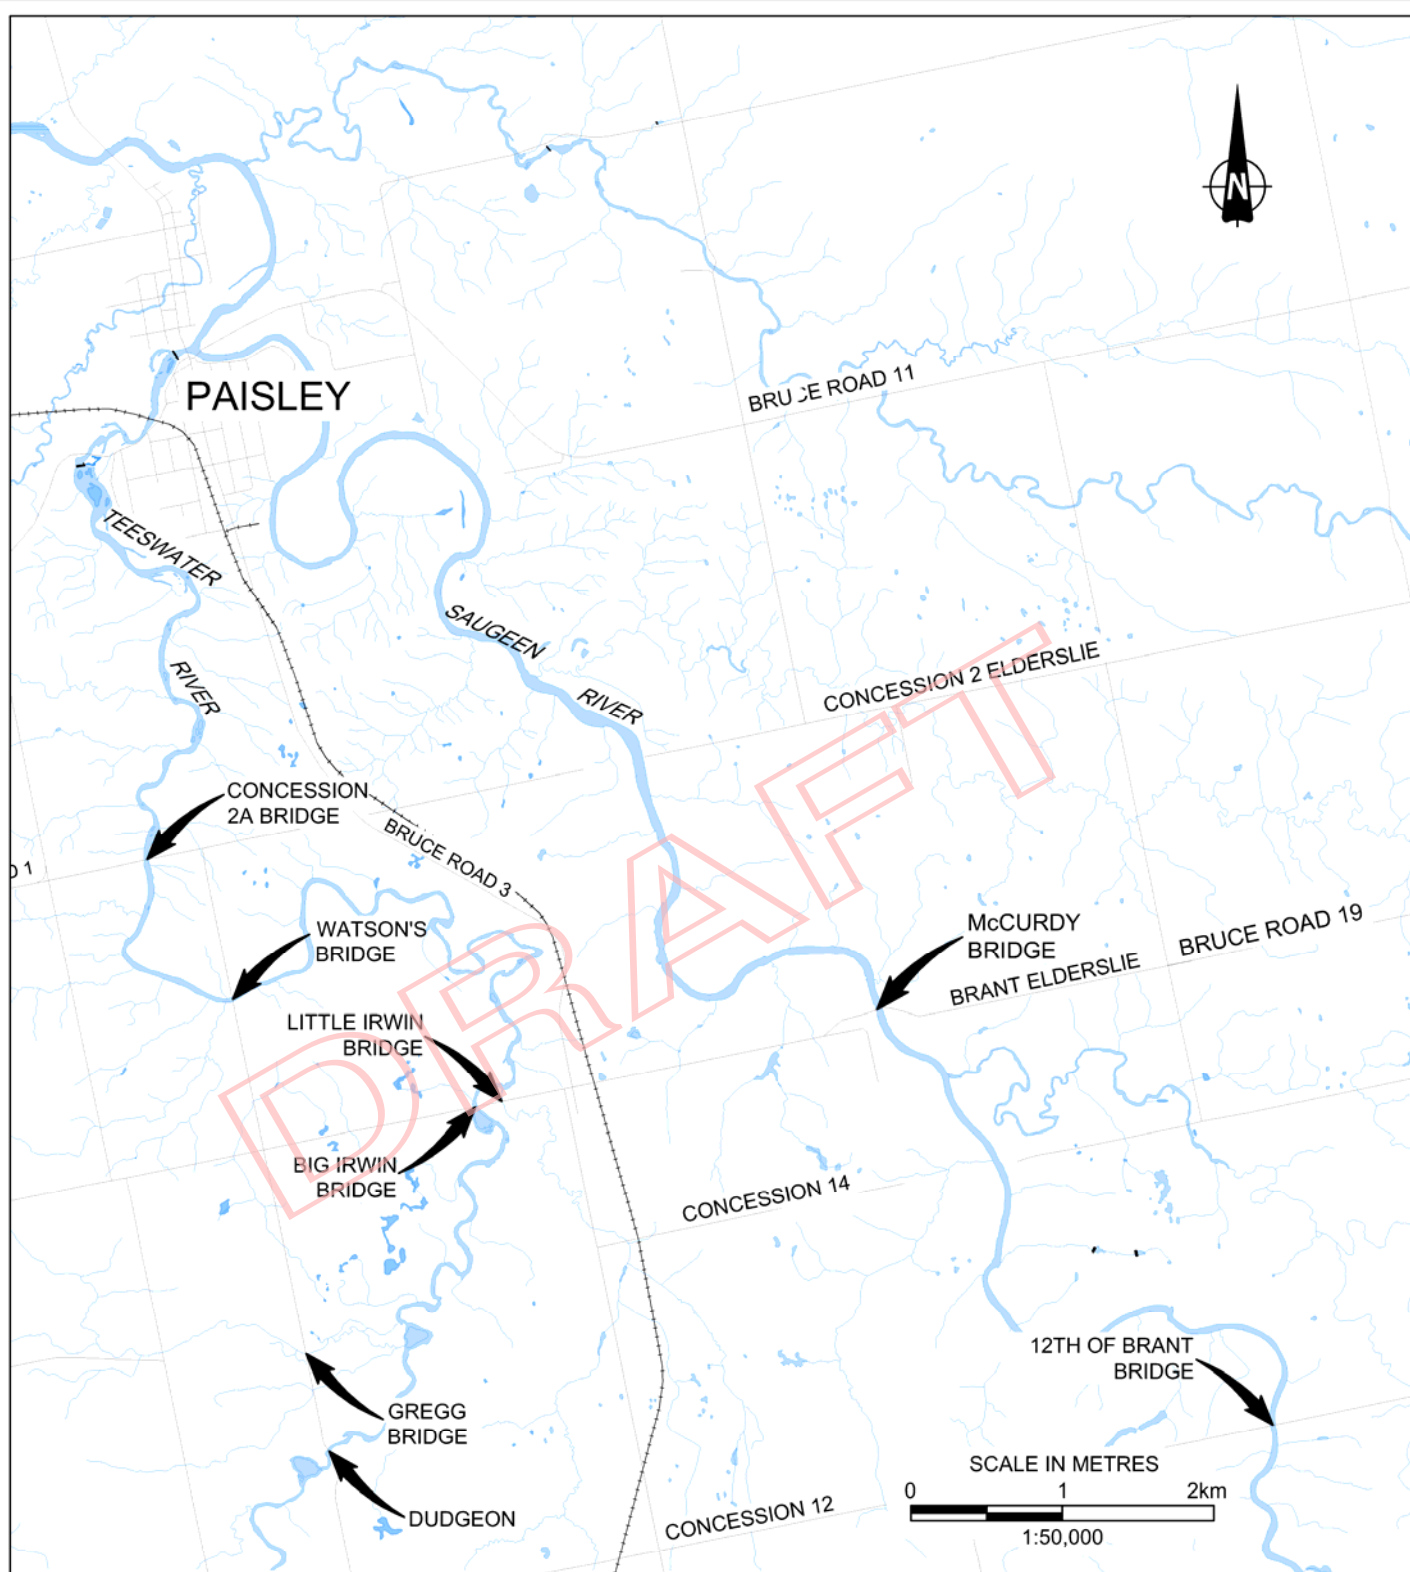 N
PAISLEY
BRUCE ROAD 11
TEESWATER
RIVER
SAUGEEN
RIVER
CONCESSION 2 ELDERSLIE
CONCESSION
2A BRIDGE
BRUCE ROAD 3
1
WATSON'S
BRIDGE
McCURDY
BRIDGE
BRUCE ROAD 19
BRANT ELDERSLIE
LITTLE IRWIN
BRIDGE
BIG IRWIN
BRIDGE
DRAFT
CONCESSION 14
12TH OF BRANT
BRIDGE
GREGG
BRIDGE
DUDGEON
CONCESSION 12
SCALE IN METRES
0 1 2km
1:50,000